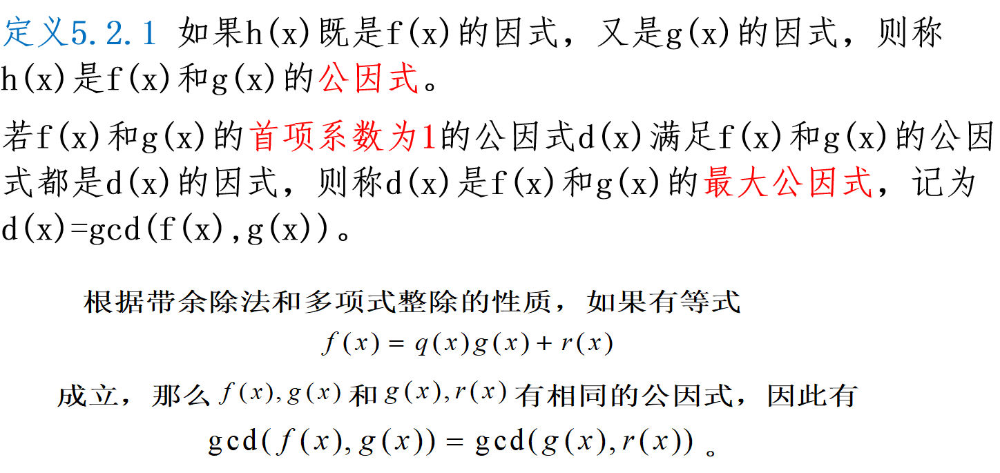 定义5.2.1 如果h(x)既是f(x)的因式，又是g(x)的因式，则称
h(x)是f(x)和g(x)的公因式。
若f(x)和g(x)的首项系数为1的公因式d(x)满足f(x)和g(x)的公因
式都是d(x)的因式，则称d(x)是f(x)和g(x)的最大公因式，记为
d(x)=gcd(f(x),g(x))。
根据带余除法和多项式整除的性质，如果有等式
f(x) = q(x)g(x) + r(x)
成立，那么 f(x),g(x) 和 g(x),r(x) 有相同的公因式，因此有
gcd(f(x),g(x)) = gcd(g(x),r(x)) 。